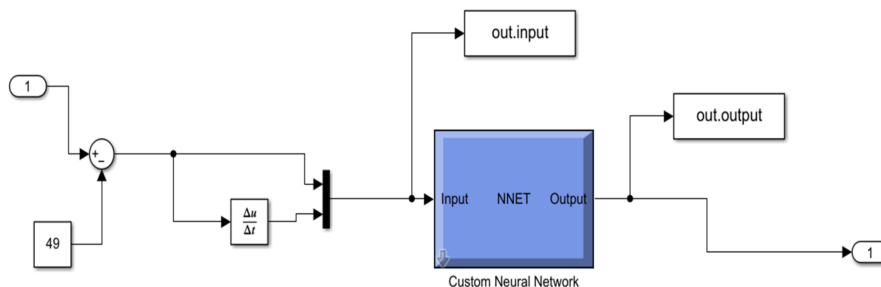 out.input
1
out.output
+
−
Input
NNET
Output
Δu
Δt
49
1
Custom Neural Network